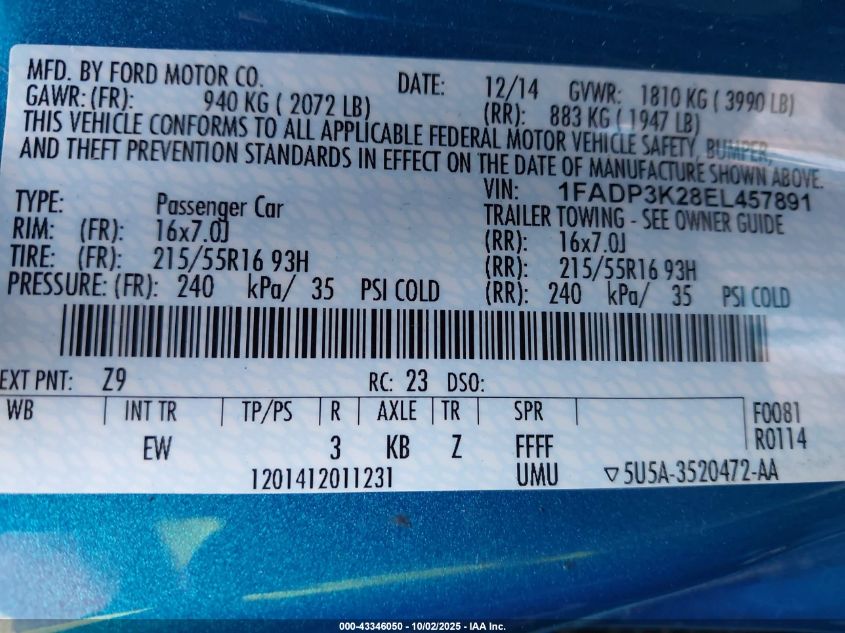 MFD. BY FORD MOTOR CO. DATE: 12/14 GVWR: 1810 KG ( 3990 LB)
GAWR: (FR): 940 KG ( 2072 LB) (RR): 883 KG ( 1947 LB)
THIS VEHICLE CONFORMS TO ALL APPLICABLE FEDERAL MOTOR VEHICLE SAFETY, BUMPER,
AND THEFT PREVENTION STANDARDS IN EFFECT ON THE DATE OF MANUFACTURE SHOWN ABOVE.
VIN: 1FADP3K28EL457891
TYPE: Passenger Car TRAILER TOWING - SEE OWNER GUIDE
RIM: (FR): 16x7.0J (RR): 16x7.0J
TIRE: (FR): 215/55R16 93H (RR): 215/55R16 93H
PRESSURE: (FR): 240 kPa/ 35 PSI COLD (RR): 240 kPa/ 35 PSI COLD
EXT PNT: Z9 RC: 23 DSO:
WB INT TR TP/PS R AXLE TR SPR F0081
EW 3 KB Z FFFF R0114
1201412011231 UMU ▽5U5A-3520472-AA
000-43346050 - 10/02/2025 - IAA Inc.